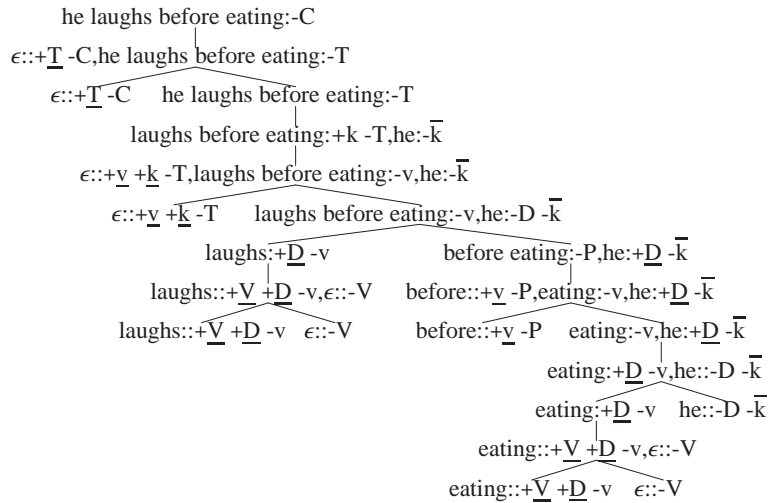 he laughs before eating:-C
ϵ::+T -C,he laughs before eating:-T
ϵ::+T -C he laughs before eating:-T
laughs before eating:+k -T,he:-k
ϵ::+v +k -T,laughs before eating:-v,he:-k
ϵ::+v +k -T laughs before eating:-v,he:-D -k
laughs:+D -v before eating:-P,he:+D -k
laughs::+V +D -v,ϵ::-V before::+v -P,eating:-v,he:+D -k
laughs::+V +D -v ϵ::-V before::+v -P eating:-v,he:+D -k
eating:+D -v,he::-D -k
eating:+D -v he::-D -k
eating::+V +D -v,ϵ::-V
eating::+V +D -v ϵ::-V